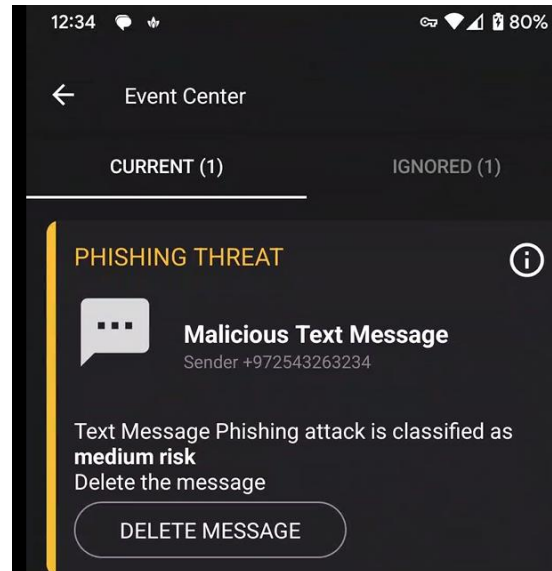 12:34 80%
Event Center
CURRENT (1) IGNORED (1)
PHISHING THREAT
Malicious Text Message
Sender +972543263234
Text Message Phishing attack is classified as
medium risk
Delete the message
DELETE MESSAGE